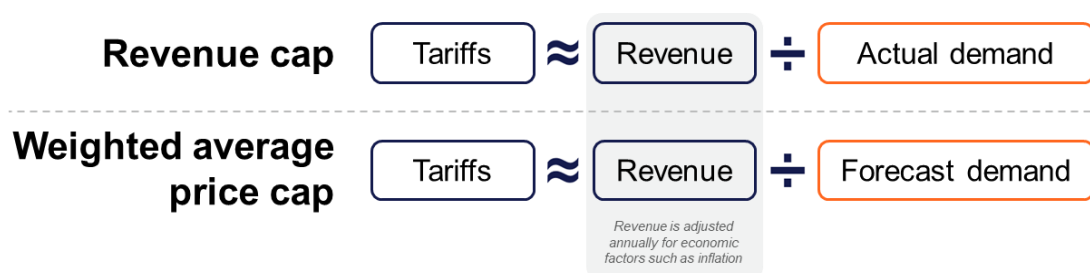 Revenue cap Tariffs ≈ Revenue ÷ Actual demand
Weighted average
price cap Tariffs ≈ Revenue ÷ Forecast demand
Revenue is adjusted
annually for economic
factors such as inflation